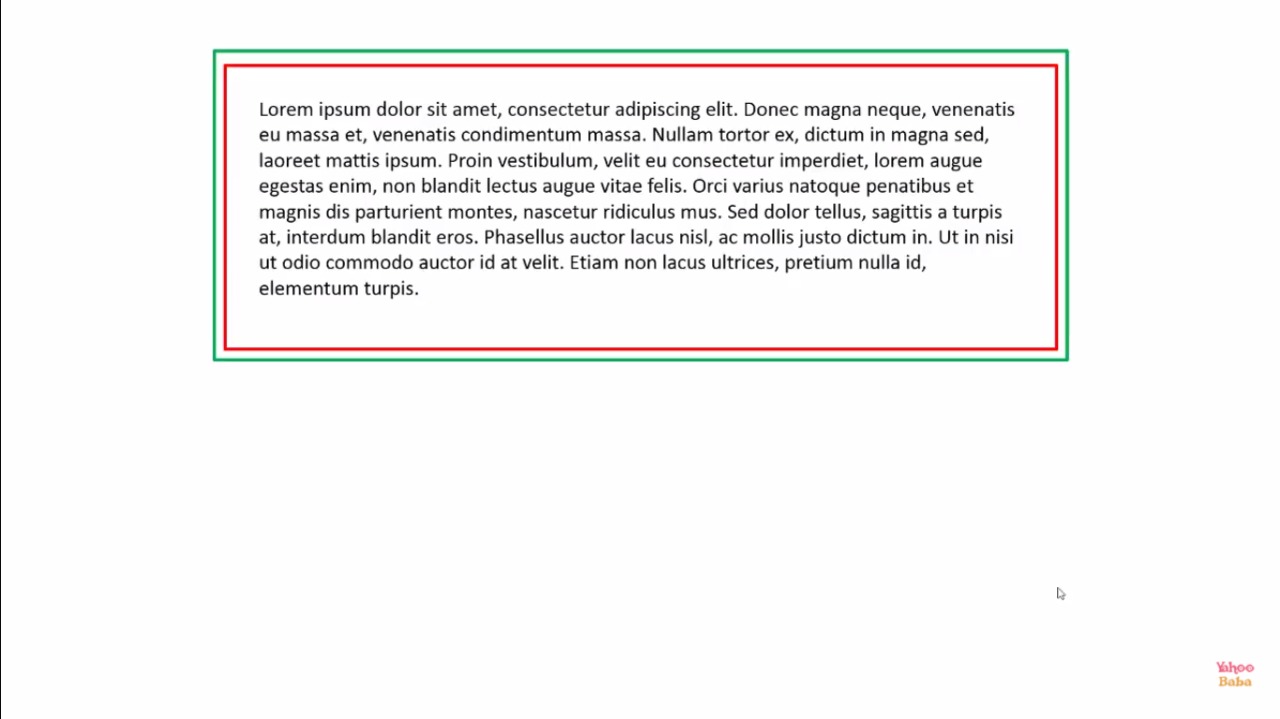 Lorem ipsum dolor sit amet, consectetur adipiscing elit. Donec magna neque, venenatis
eu massa et, venenatis condimentum massa. Nullam tortor ex, dictum in magna sed,
laoreet mattis ipsum. Proin vestibulum, velit eu consectetur imperdiet, lorem augue
egestas enim, non blandit lectus augue vitae felis. Orci varius natoque penatibus et
magnis dis parturient montes, nascetur ridiculus mus. Sed dolor tellus, sagittis a turpis
at, interdum blandit eros. Phasellus auctor lacus nisl, ac mollis justo dictum in. Ut in nisi
ut odio commodo auctor id at velit. Etiam non lacus ultrices, pretium nulla id,
elementum turpis.
Yahoo
Baba